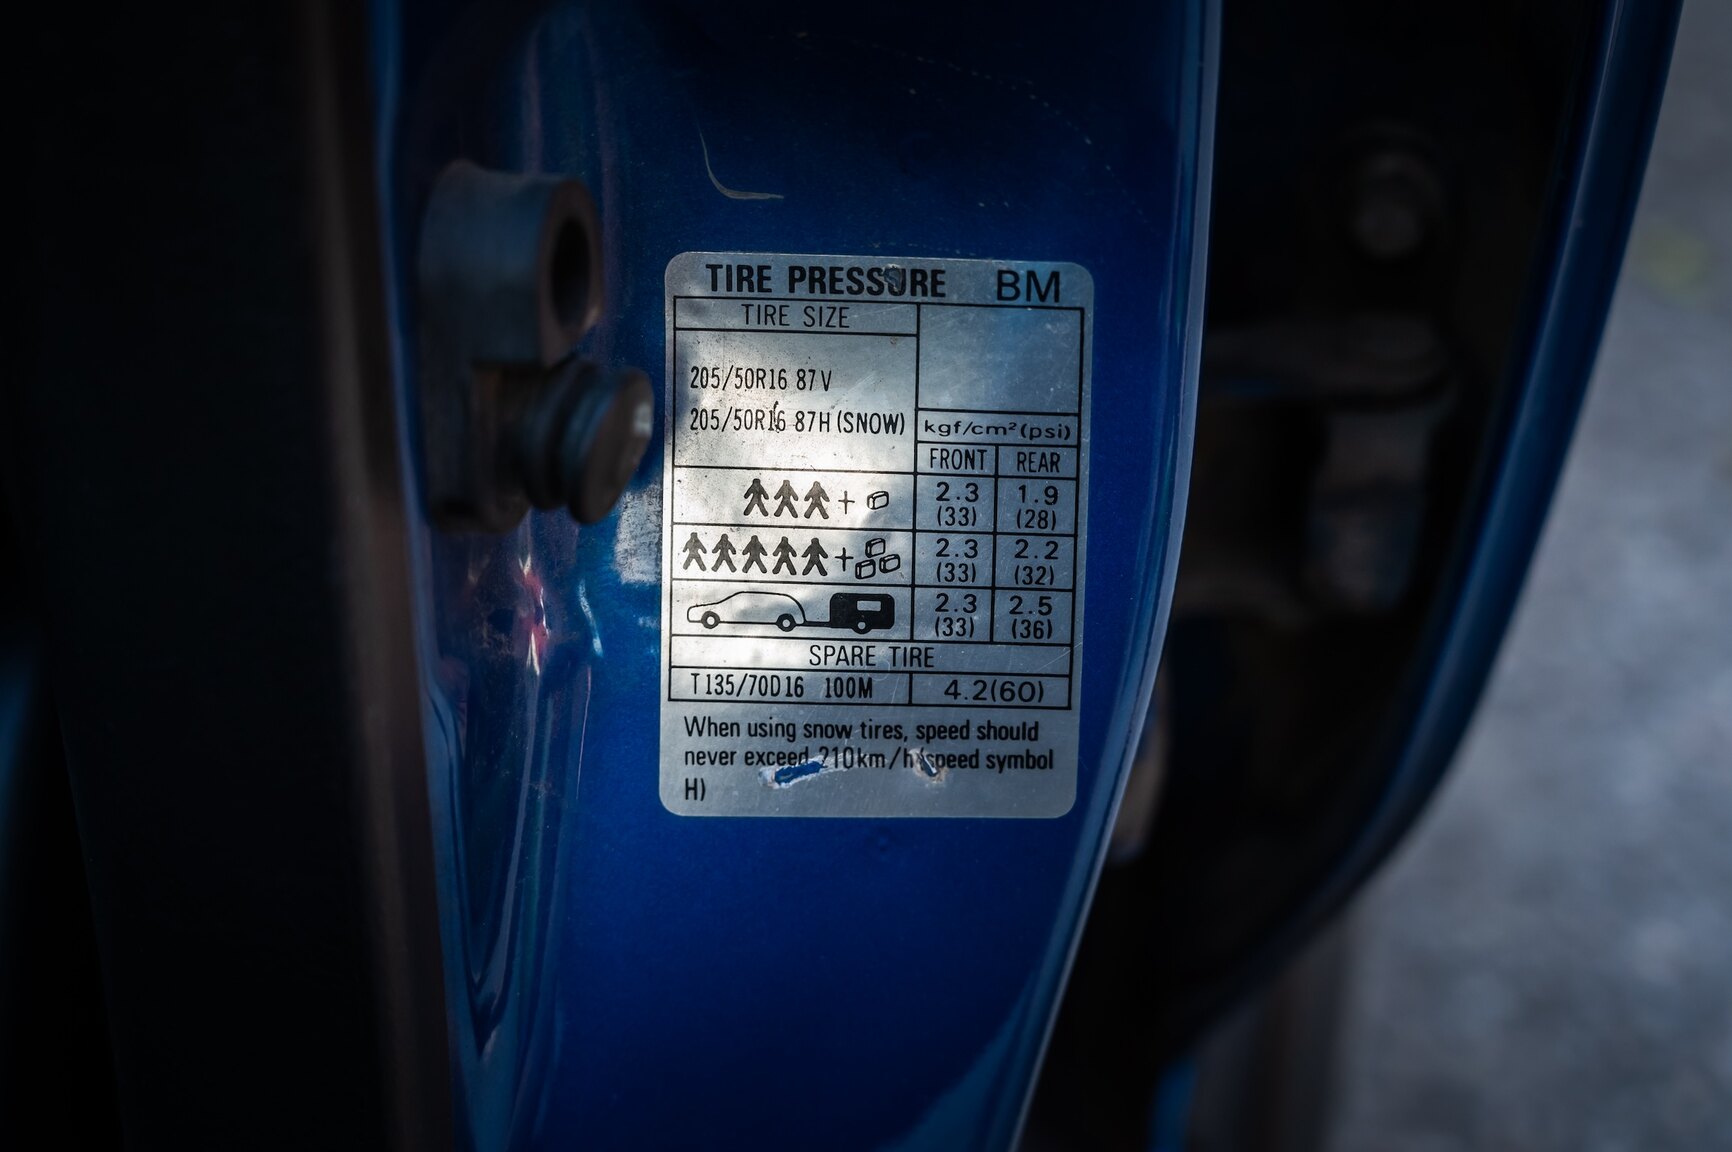 TIRE PRESSURE BM
TIRE SIZE
205/50R16 87V
205/50R16 87H (SNOW)
kgf/cm² (psi)
FRONT REAR
+ 2.3 1.9
(33) (28)
+ 2.3 2.2
(33) (32)
2.3 2.5
(33) (36)
SPARE TIRE
T135/70D16 100M 4.2(60)
When using snow tires, speed should
never exceed 210km/h (speed symbol
H)